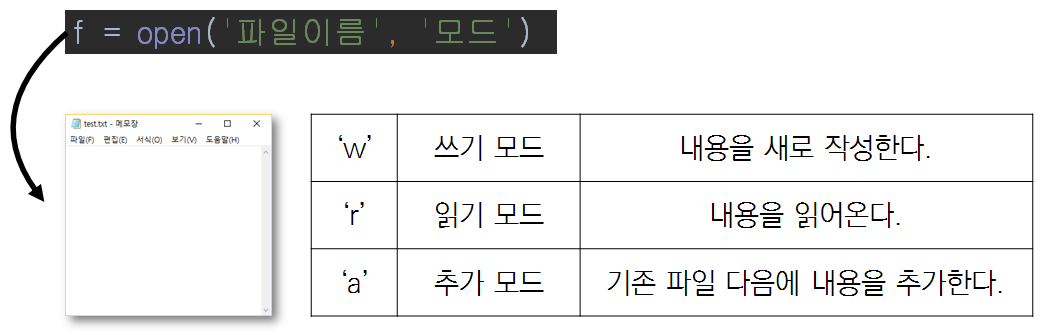 f = open('파일이름', '모드')
test.txt - 메모장
파일(F) 편집(E) 서식(O) 보기(V) 도움말(H)
‘w’ 쓰기 모드 내용을 새로 작성한다.
‘r’ 읽기 모드 내용을 읽어온다.
‘a’ 추가 모드 기존 파일 다음에 내용을 추가한다.